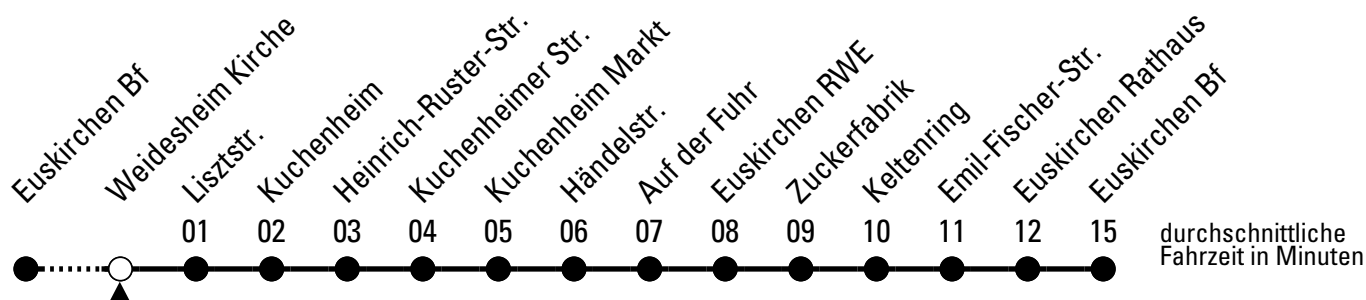 Euskirchen Bf
Weidesheim Kirche
Lisztstr.
Kuchenheim
Heinrich-Ruster-Str.
Kuchenheimer Str.
Kuchenheim Markt
Händelstr.
Auf der Fuhr
Euskirchen RWE
Zuckerfabrik
Keltenring
Emil-Fischer-Str.
Euskirchen Rathaus
Euskirchen Bf
01 02 03 04 05 06 07 08 09 10 11 12 15
durchschnittliche
Fahrzeit in Minuten